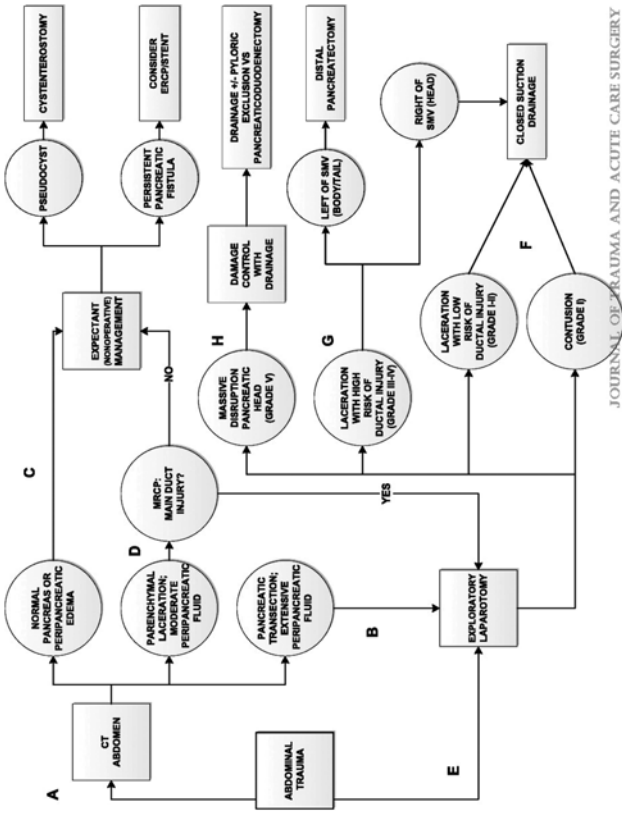 A
CT
ABDOMEN
ABDOMINAL
TRAUMA
E
NORMAL
PANCREAS OR
PERIPANCREATIC
EDEMA
PARENCHYMAL
LACERATION;
MODERATE
PERIPANCREATIC
FLUID
PANCREATIC
TRANSECTION;
EXTENSIVE
PERIPANCREATIC
FLUID
B
EXPLORATORY
LAPAROTOMY
C
D
MRCP:
MAIN DUCT
INJURY?
NO
YES
EXPECTANT
(NONOPERATIVE)
MANAGEMENT
PSEUDOCYST
CYSTENTEROSTOMY
PERSISTENT
PANCREATIC
FISTULA
CONSIDER
ERCP/STENT
H
MASSIVE
DISRUPTION
PANCREATIC
HEAD
(GRADE V)
DAMAGE
CONTROL
WITH
DRAINAGE
DRAINAGE +/- PYLORIC
EXCLUSION VS
PANCREATICODUODENECTOMY
G
LACERATION
WITH HIGH
RISK OF
DUCTAL INJURY
(GRADE III-IV)
LEFT OF SMV
(BODY/TAIL)
DISTAL
PANCREATECTOMY
RIGHT OF
SMV (HEAD)
LACERATION
WITH LOW
RISK OF
DUCTAL INJURY
(GRADE I-II)
CONTUSION
(GRADE I)
F
CLOSED SUCTION
DRAINAGE
JOURNAL OF TRAUMA AND ACUTE CARE SURGERY